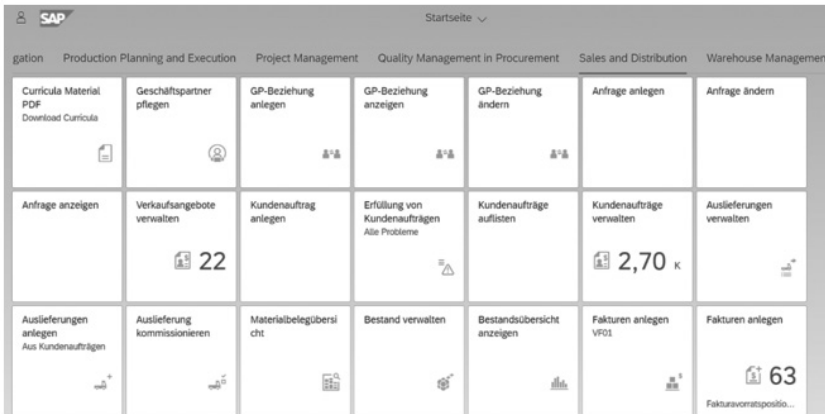 SAP
Startseite
gation Production Planning and Execution Project Management Quality Management in Procurement Sales and Distribution Warehouse Managemen
Curricula Material
PDF
Download Curricula
Geschäftspartner
pflegen
GP-Beziehung
anlegen
GP-Beziehung
anzeigen
GP-Beziehung
ändern
Anfrage anlegen
Anfrage ändern
Anfrage anzeigen
Verkaufsangebote
verwalten
22
Kundenauftrag
anlegen
Erfüllung von
Kundenaufträgen
Alle Probleme
Kundenaufträge
auflisten
Kundenaufträge
verwalten
2,70 K
Auslieferungen
verwalten
Auslieferungen
anlegen
Aus Kundenaufträgen
Auslieferung
kommissionieren
Materialbelegübersi
cht
Bestand verwalten
Bestandsübersicht
anzeigen
Fakturen anlegen
VF01
Fakturen anlegen
63
Fakturavorratspositio...